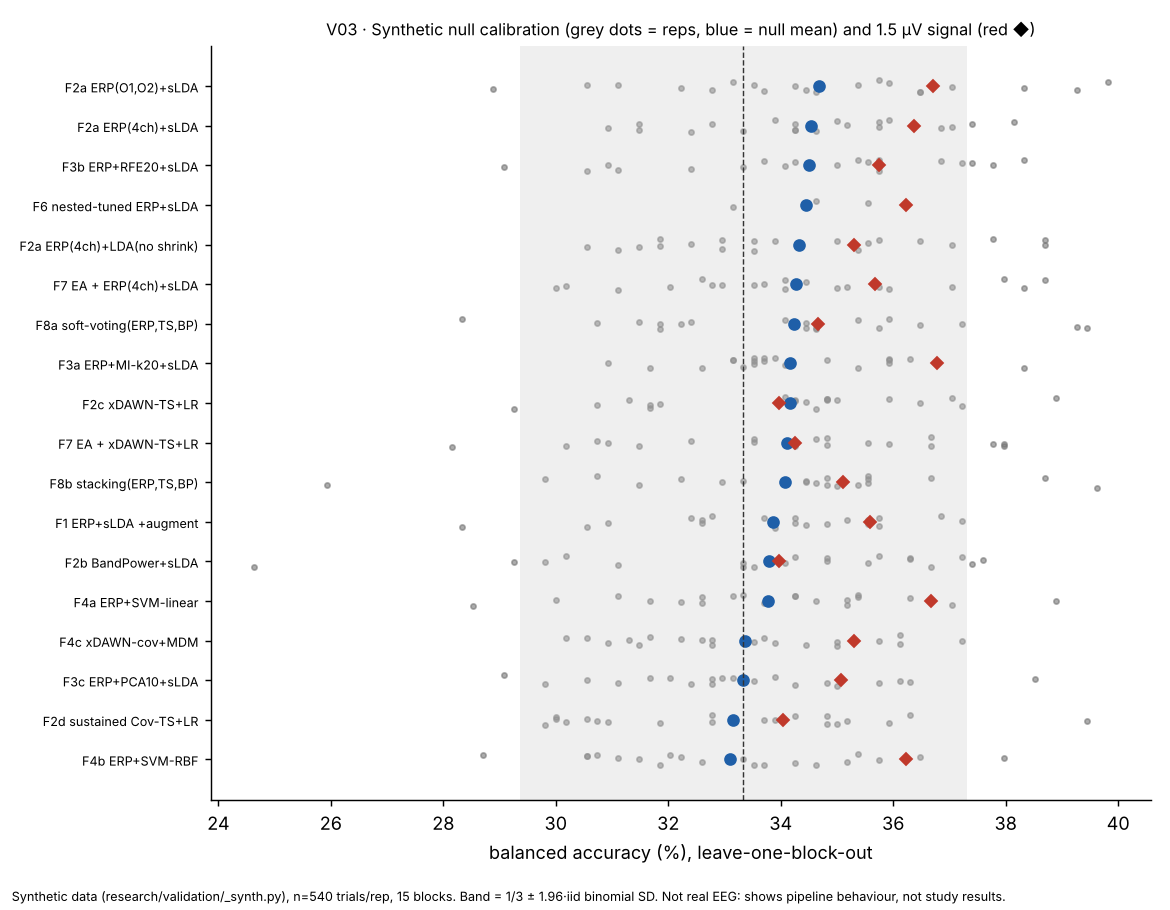 V03 · Synthetic null calibration (grey dots = reps, blue = null mean) and 1.5 µV signal (red ◆)
F2a ERP(O1,O2)+sLDA
F2a ERP(4ch)+sLDA
F3b ERP+RFE20+sLDA
F6 nested-tuned ERP+sLDA
F2a ERP(4ch)+LDA(no shrink)
F7 EA + ERP(4ch)+sLDA
F8a soft-voting(ERP,TS,BP)
F3a ERP+MI-k20+sLDA
F2c xDAWN-TS+LR
F7 EA + xDAWN-TS+LR
F8b stacking(ERP,TS,BP)
F1 ERP+sLDA +augment
F2b BandPower+sLDA
F4a ERP+SVM-linear
F4c xDAWN-cov+MDM
F3c ERP+PCA10+sLDA
F2d sustained Cov-TS+LR
F4b ERP+SVM-RBF
24 26 28 30 32 34 36 38 40
balanced accuracy (%), leave-one-block-out
Synthetic data (research/validation/_synth.py), n=540 trials/rep, 15 blocks. Band = 1/3 ± 1.96·iid binomial SD. Not real EEG: shows pipeline behaviour, not study results.